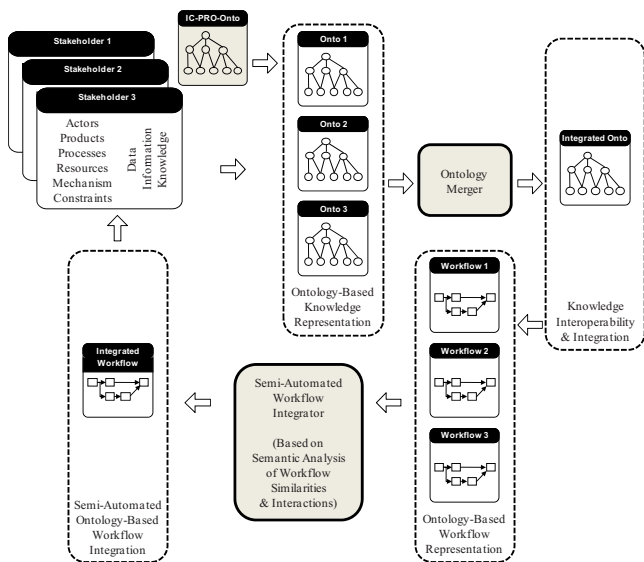 IC-PRO-Onto
Stakeholder 1
Stakeholder 2
Stakeholder 3
Actors
Products
Processes
Resources
Mechanism
Constraints
Data
Information
Knowledge
Onto 1
Onto 2
Onto 3
Ontology-Based
Knowledge
Representation
Ontology
Merger
Integrated Onto
Knowledge
Interoperability
& Integration
Workflow 1
Workflow 2
Workflow 3
Ontology-Based
Workflow
Representation
Semi-Automated
Workflow
Integrator
(Based on
Semantic Analysis
of Workflow
Similarities
& Interactions)
Integrated
Workflow
Semi-Automated
Ontology-Based
Workflow
Integration